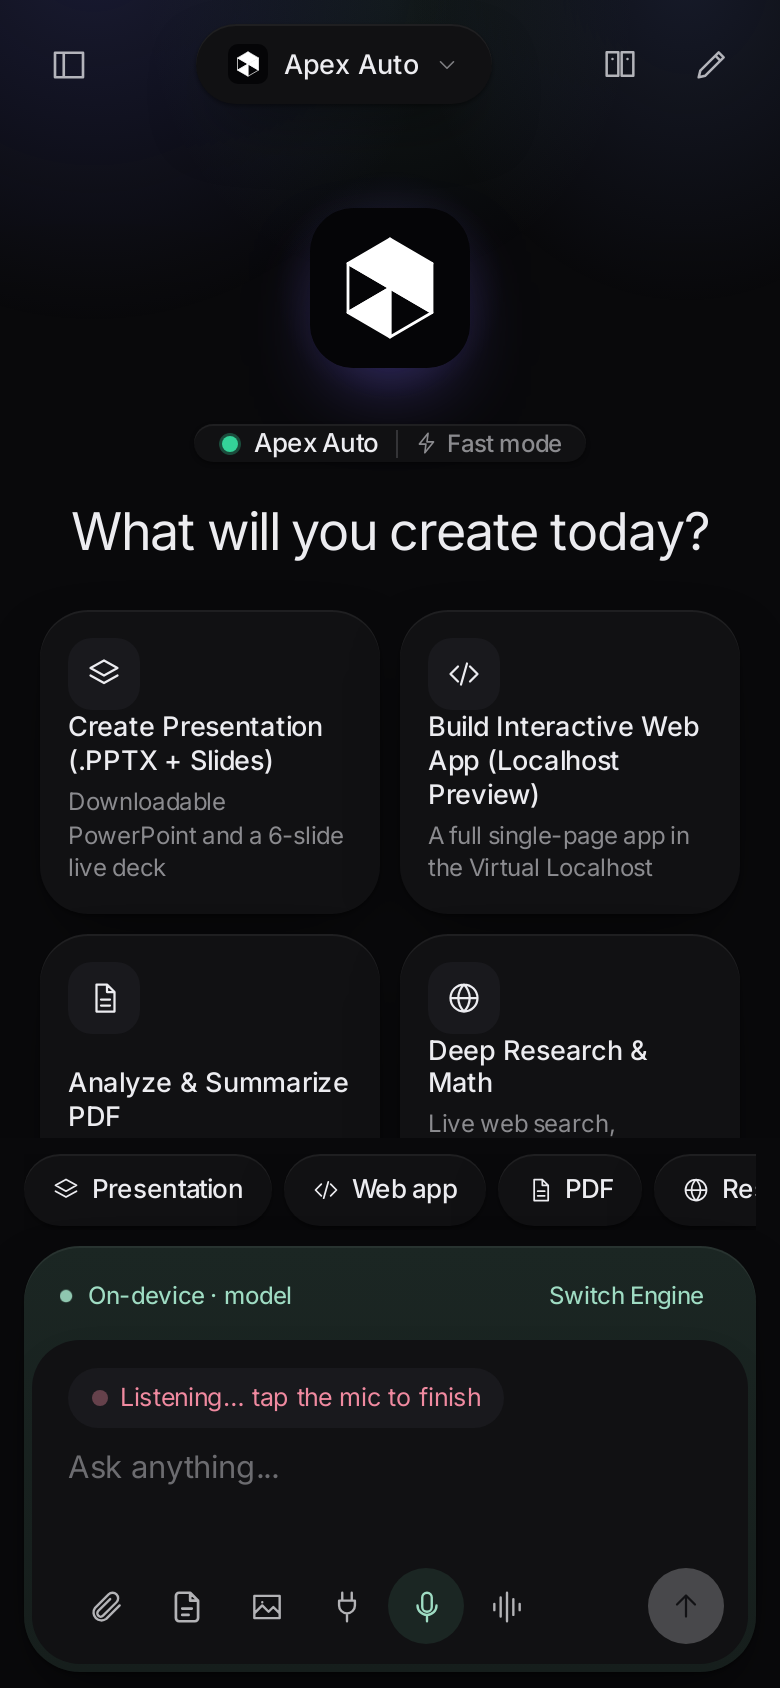 Apex Auto
Apex Auto
Fast mode
What will you create today?
Create Presentation
(.PPTX + Slides)
Downloadable
PowerPoint and a 6-slide
live deck
Build Interactive Web
App (Localhost
Preview)
A full single-page app in
the Virtual Localhost
Analyze & Summarize
PDF
Deep Research &
Math
Live web search,
Presentation
Web app
PDF
On-device · model
Switch Engine
Listening... tap the mic to finish
Ask anything...